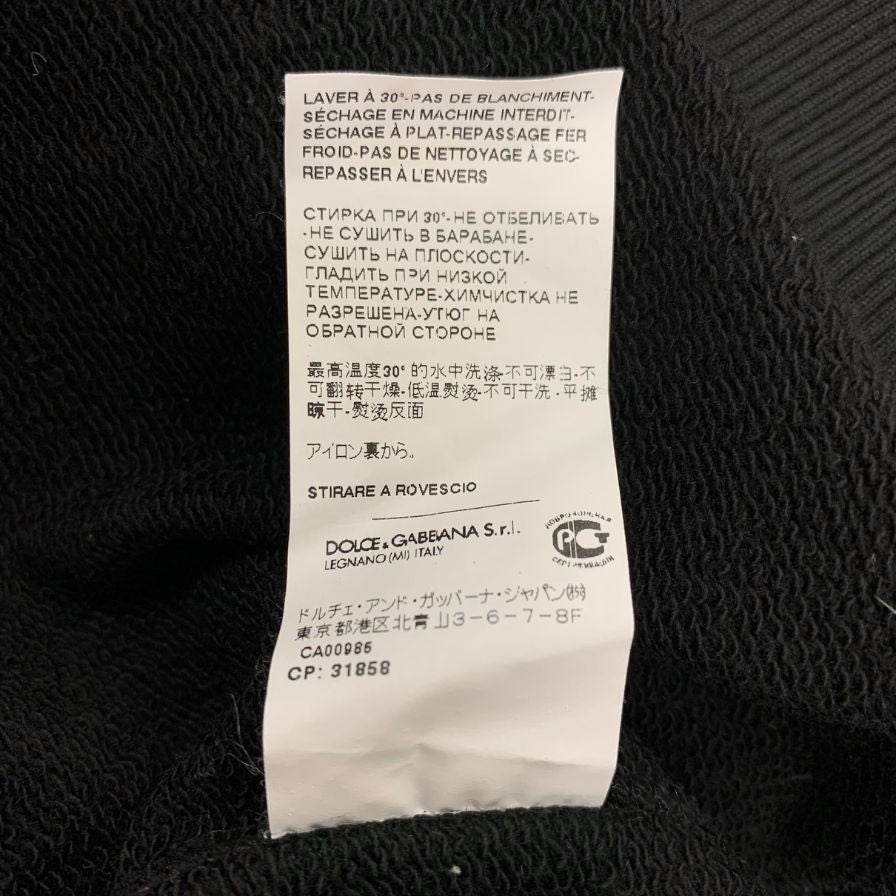 LAVER À 30°-PAS DE BLANCHIMENT-
SÉCHAGE EN MACHINE INTERDIT-
SÉCHAGE À PLAT-REPASSAGE FER
FROID-PAS DE NETTOYAGE À SEC-
REPASSER À L'ENVERS
СТИРКА ПРИ 30°-НЕ ОТБЕЛИВАТЬ
-НЕ СУШИТЬ В БАРАБАНЕ-
СУШИТЬ НА ПЛОСКОСТИ-
ГЛАДИТЬ ПРИ НИЗКОЙ
ТЕМПЕРАТУРЕ-ХИМЧИСТКА НЕ
РАЗРЕШЕНА-УТЮГ НА
ОБРАТНОЙ СТОРОНЕ
最高温度30°的水中洗涤-不可漂白-不
可翻转干燥-低温熨烫-不可干洗-平摊
晾干-熨烫反面
アイロン裏から。
STIRARE A ROVESCIO
DOLCE & GABBANA S.r.l.
LEGNANO (MI) ITALY
РСТ
ドルチェ・アンド・ガッバーナ・ジャパン
東京都港区北青山3-6-7-8F
CA00985
CP: 31858